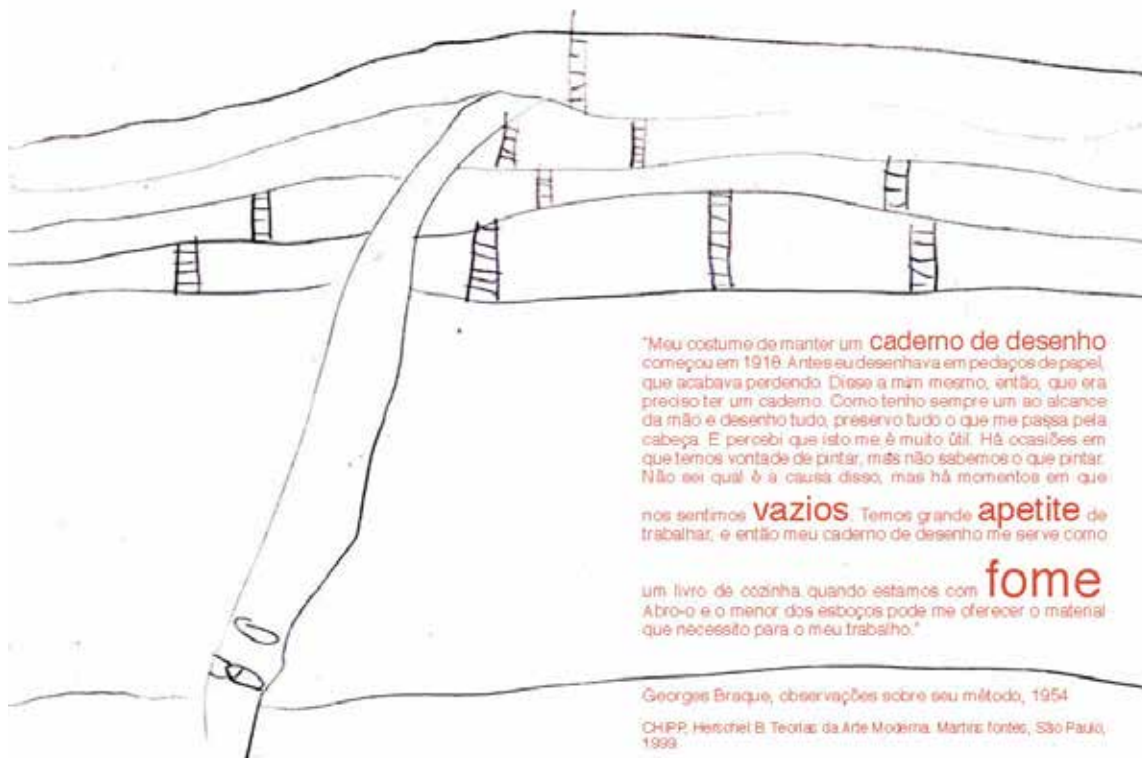 "Meu costume de manter um caderno de desenho
começou em 1918. Antes eu desenhava em pedaços de papel,
que acabava perdendo. Disse a mim mesmo, então, que era
preciso ter um caderno. Como tenho sempre um ao alcance
da mão e desenho tudo, preservo tudo o que me passa pela
cabeça. E percebi que isto me é muito útil. Há ocasiões em
que temos vontade de pintar, mas não sabemos o que pintar.
Não sei qual é a causa disso, mas há momentos em que
nos sentimos vazios. Temos grande apetite de
trabalhar, e então meu caderno de desenho me serve como
um livro de cozinha quando estamos com fome
Abro-o e o menor dos esboços pode me oferecer o material
que necessito para o meu trabalho."
Georges Braque, observações sobre seu método, 1954
CHIPP, Herschel B. Teorias da Arte Moderna. Martins fontes, São Paulo,
1999